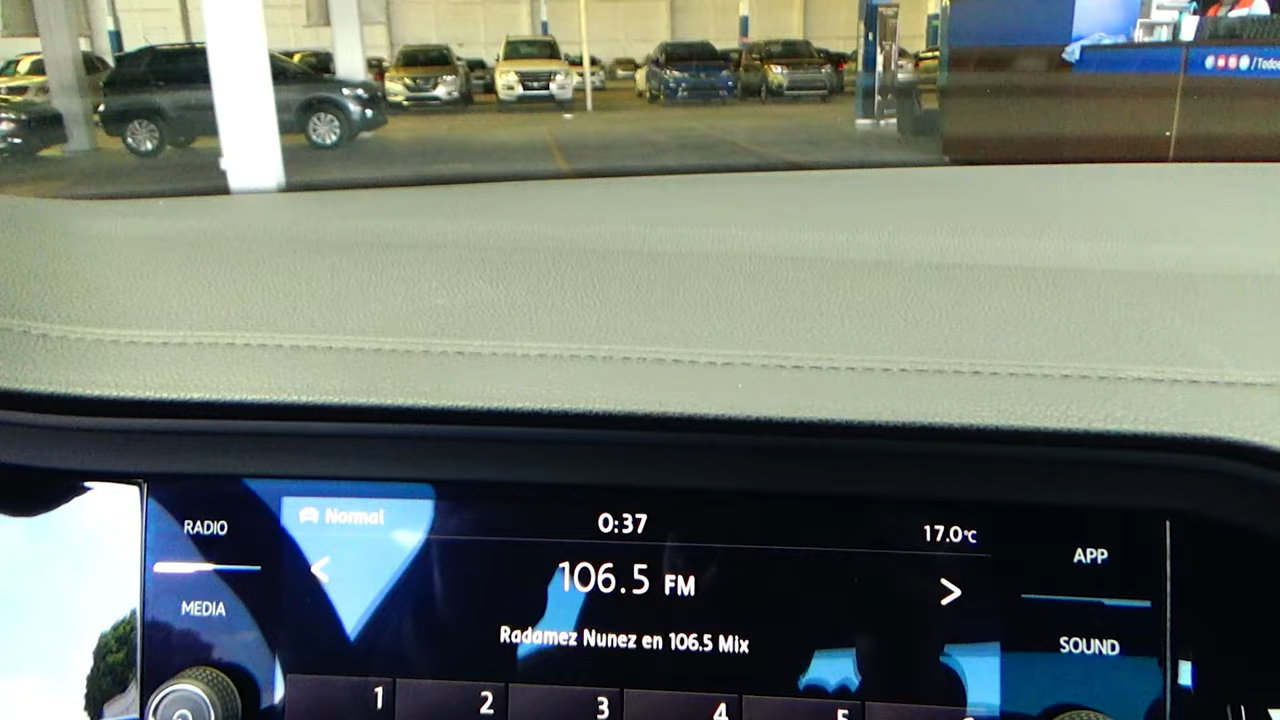 /Todos
RADIO
MEDIA
Normal
0:37
17.0°C
<
106.5 FM
>
Radamez Nunez en 106.5 Mix
APP
SOUND
1
2
3
4
5